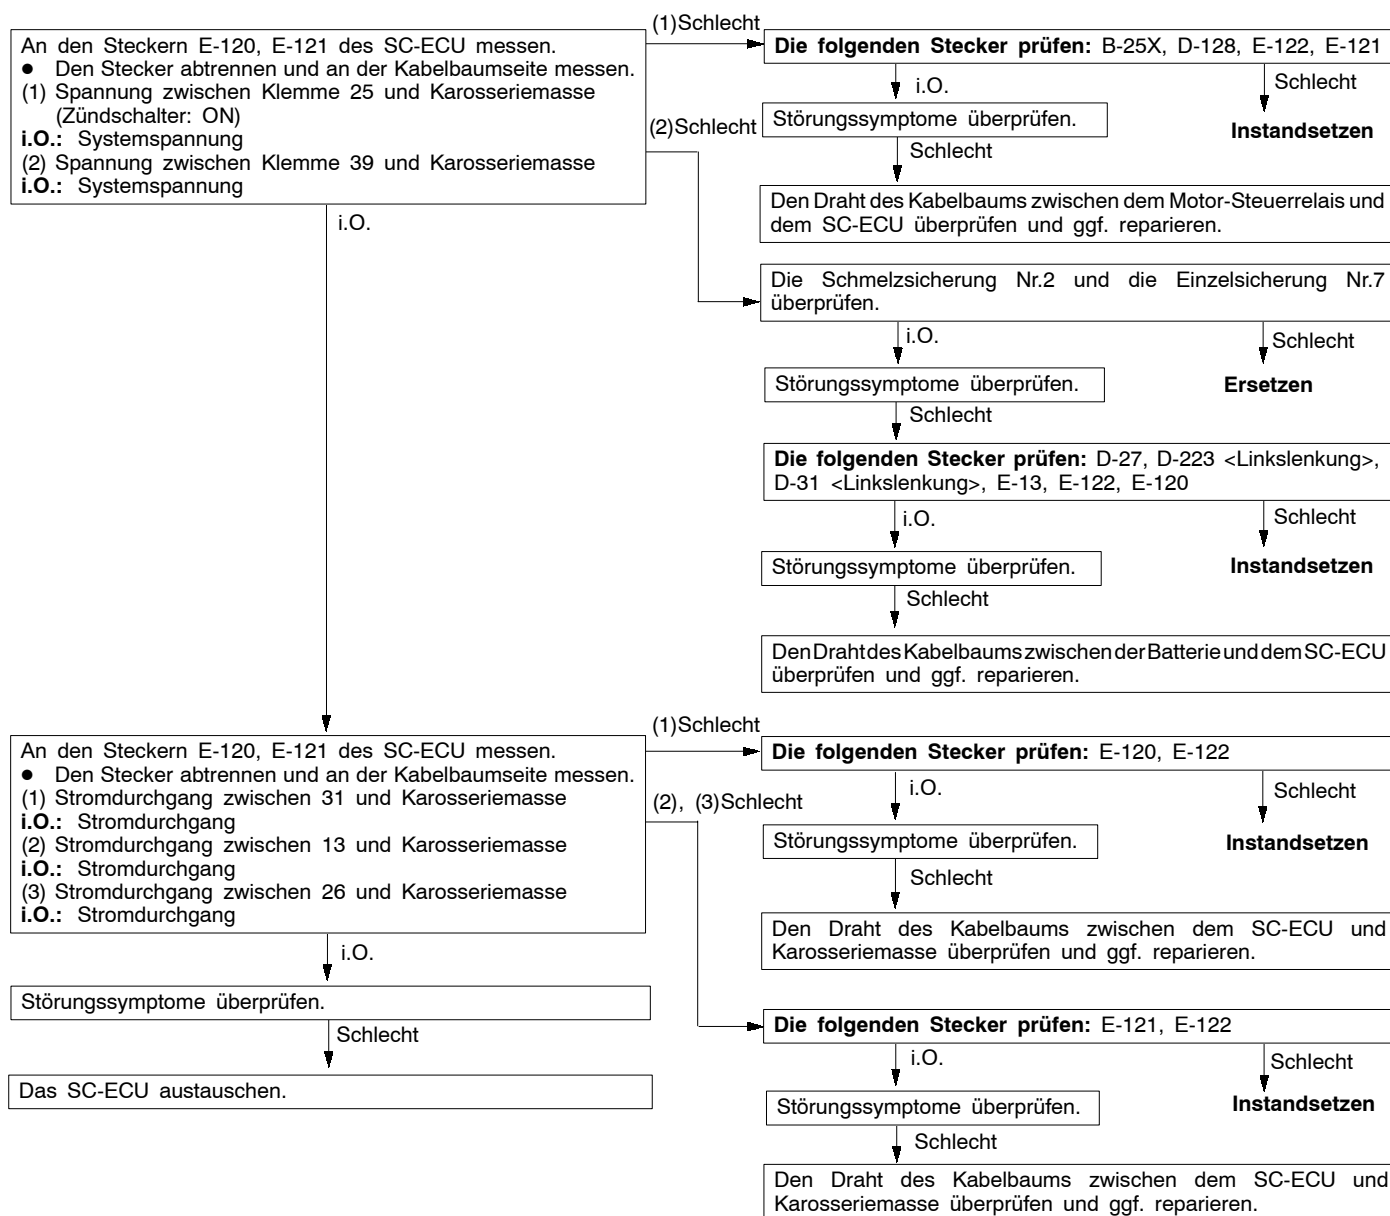 (1)Schlecht
An den Steckern E-120, E-121 des SC-ECU messen.
● Den Stecker abtrennen und an der Kabelbaumseite messen.
(1) Spannung zwischen Klemme 25 und Karosseriemasse
(Zündschalter: ON)
i.O.: Systemspannung
(2) Spannung zwischen Klemme 39 und Karosseriemasse
i.O.: Systemspannung
Die folgenden Stecker prüfen: B-25X, D-128, E-122, E-121
i.O.
Schlecht
Störungssymptome überprüfen.
Instandsetzen
Schlecht
Den Draht des Kabelbaums zwischen dem Motor-Steuerrelais und
dem SC-ECU überprüfen und ggf. reparieren.
(2)Schlecht
i.O.
Die Schmelzsicherung Nr.2 und die Einzelsicherung Nr.7
überprüfen.
i.O.
Schlecht
Störungssymptome überprüfen.
Ersetzen
Schlecht
Die folgenden Stecker prüfen: D-27, D-223 <Linkslenkung>,
D-31 <Linkslenkung>, E-13, E-122, E-120
i.O.
Schlecht
Störungssymptome überprüfen.
Instandsetzen
Schlecht
Den Draht des Kabelbaums zwischen der Batterie und dem SC-ECU
überprüfen und ggf. reparieren.
(1)Schlecht
An den Steckern E-120, E-121 des SC-ECU messen.
● Den Stecker abtrennen und an der Kabelbaumseite messen.
(1) Stromdurchgang zwischen 31 und Karosseriemasse
i.O.: Stromdurchgang
(2) Stromdurchgang zwischen 13 und Karosseriemasse
i.O.: Stromdurchgang
(3) Stromdurchgang zwischen 26 und Karosseriemasse
i.O.: Stromdurchgang
Die folgenden Stecker prüfen: E-120, E-122
i.O.
Schlecht
Störungssymptome überprüfen.
Instandsetzen
Schlecht
Den Draht des Kabelbaums zwischen dem SC-ECU und
Karosseriemasse überprüfen und ggf. reparieren.
(2), (3)Schlecht
i.O.
Störungssymptome überprüfen.
Schlecht
Das SC-ECU austauschen.
Die folgenden Stecker prüfen: E-121, E-122
i.O.
Schlecht
Störungssymptome überprüfen.
Instandsetzen
Schlecht
Den Draht des Kabelbaums zwischen dem SC-ECU und
Karosseriemasse überprüfen und ggf. reparieren.